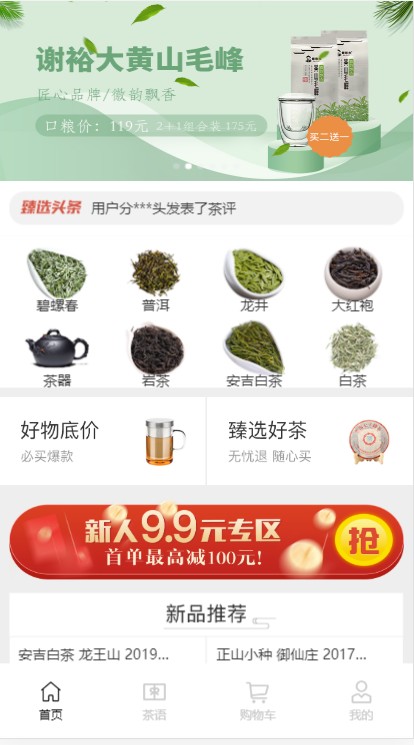 谢裕大黄山毛峰
匠心品牌/徽韵飘香
口粮价：119元 2+1组合装 175元
买二送一
臻选头条 用户分***头发表了茶评
碧螺春 普洱 龙井 大红袍
茶器 岩茶 安吉白茶 白茶
好物底价 臻选好茶
必买爆款 无忧退 随心买
新人9.9元专区
首单最高减100元!
抢
新品推荐
安吉白茶 龙王山 2019... 正山小种 御仙庄 2017...
首页 茶语 购物车 我的